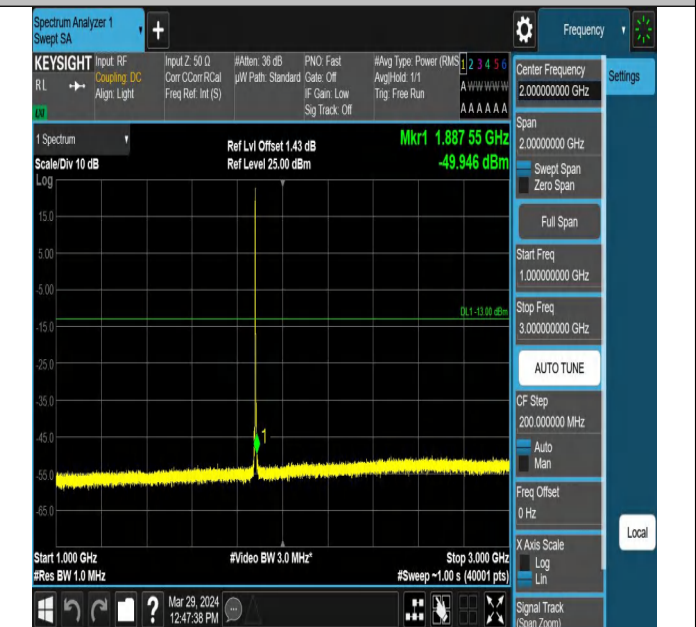 Spectrum Analyzer 1
Swept SA
+
Frequency
KEYSIGHT
RL
Input: RF
Coupling: DC
Align: Light
Input Z: 50 Ω
Corr CCorr RCal
Freq Ref: Int (S)
#Atten: 36 dB
µW Path: Standard
PNO: Fast
Gate: Off
IF Gain: Low
Sig Track: Off
#Avg Type: Power (RMS
Avg|Hold: 1/1
Trig: Free Run
1 2 3 4 5 6
A W W W W W
A A A A A A
Center Frequency
2.000000000 GHz
Settings
Span
2.00000000 GHz
Swept Span
Zero Span
Full Span
Start Freq
1.000000000 GHz
Stop Freq
3.000000000 GHz
AUTO TUNE
CF Step
200.000000 MHz
Auto
Man
Freq Offset
0 Hz
X Axis Scale
Log
Lin
Signal Track
(Span Zoom)
Local
1 Spectrum
Scale/Div 10 dB
Log
Ref Lvl Offset 1.43 dB
Ref Level 25.00 dBm
Mkr1 1.887 55 GHz
-49.946 dBm
15.0
5.00
-5.00
-15.0
-25.0
-35.0
-45.0
-55.0
-65.0
DL1 -13.00 dBm
1
Start 1.000 GHz
#Res BW 1.0 MHz
#Video BW 3.0 MHz*
Stop 3.000 GHz
#Sweep ~1.00 s (40001 pts)
?
Mar 29, 2024
12:47:38 PM